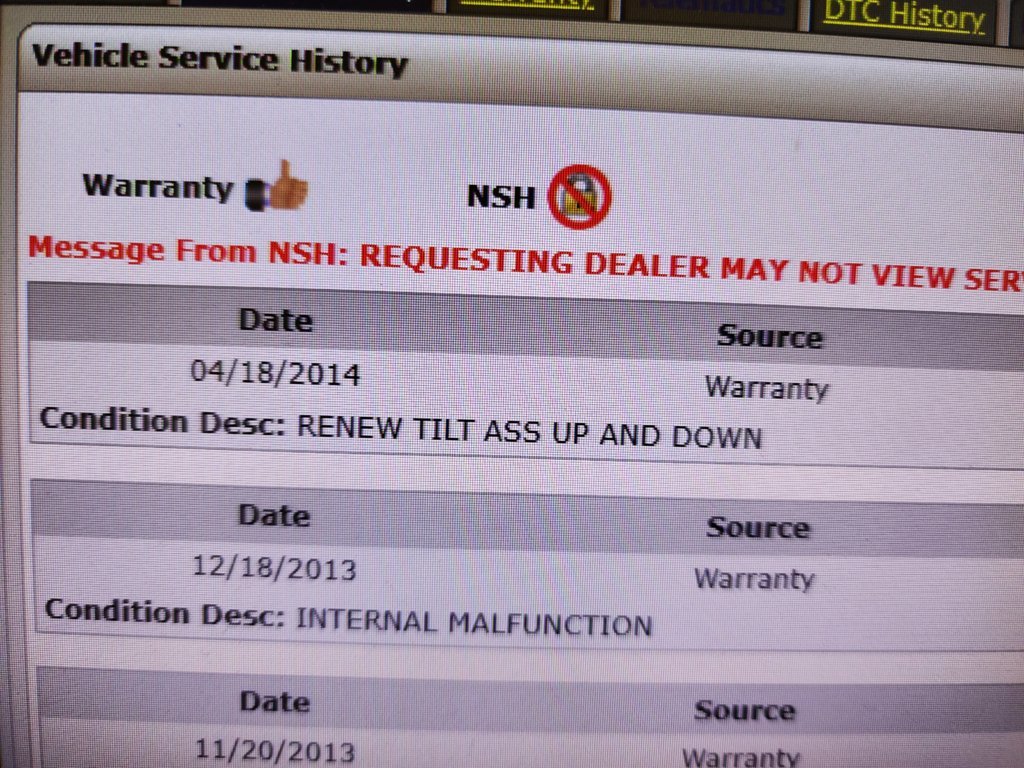 DTC History
Vehicle Service History
Warranty NSH
Message From NSH: REQUESTING DEALER MAY NOT VIEW
Date Source
04/18/2014 Warranty
Condition Desc: RENEW TILT ASS UP AND DOWN
Date Source
12/18/2013 Warranty
Condition Desc: INTERNAL MALFUNCTION
Date Source
11/20/2013 Warranty